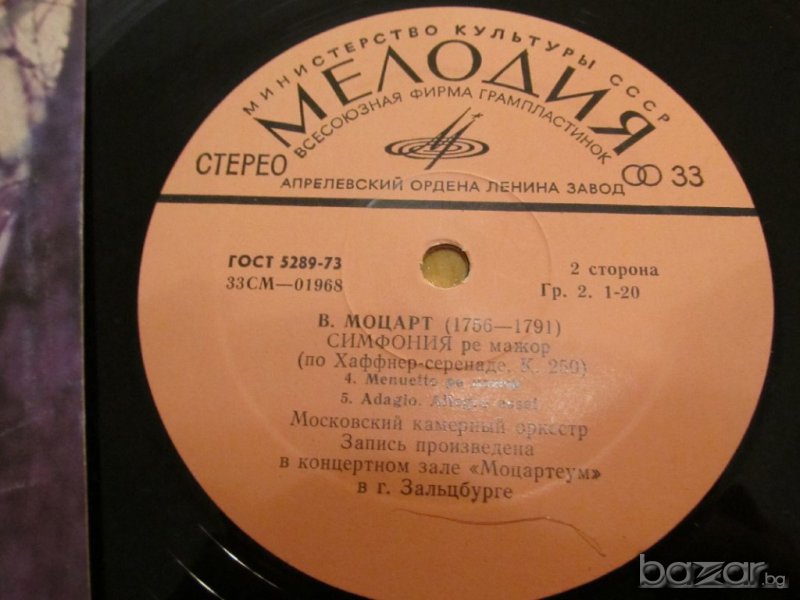 МИНИСТЕРСТВО КУЛЬТУРЫ СССР
МЕЛОДИЯ
ВСЕСОЮЗНАЯ ФИРМА ГРАМПЛАСТИНОК
СТЕРЕО
33
АПРЕЛЕВСКИЙ ОРДЕНА ЛЕНИНА ЗАВОД
ГОСТ 5289-73
33СМ—01968
2 сторона
Гр. 2. 1-20
В. МОЦАРТ (1756—1791)
СИМФОНИЯ ре мажор
(по Хаффнер-серенаде, К. 250)
4. Menuetto
5. Adagio. Allegro assai
Московский камерный оркестр
Запись произведена
в концертном зале «Моцартеум»
в г. Зальцбурге
bazar.bg